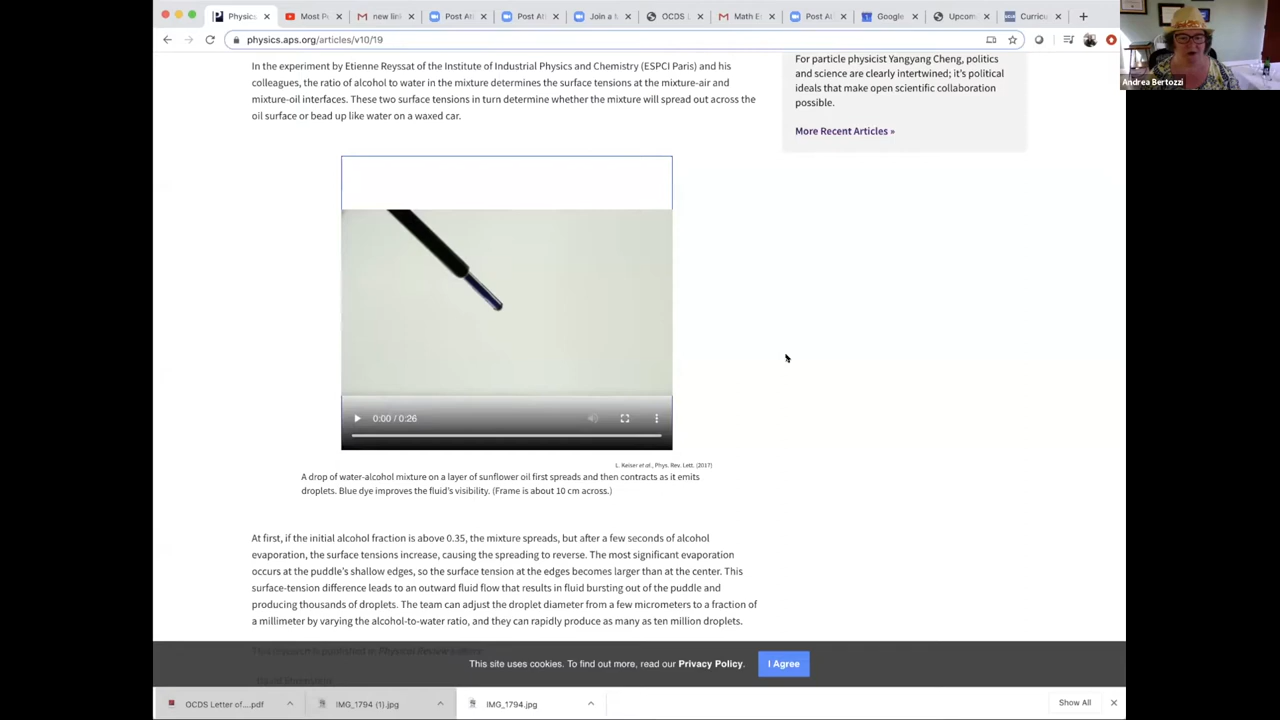 Physics
Most P
new lin
Post At
Post At
Join a M
OCDS L
Math E
Post At
Google
Upcom
Curricu
physics.aps.org/articles/v10/19
Andrea Bertozzi
In the experiment by Etienne Reyssat of the Institute of Industrial Physics and Chemistry (ESPCI Paris) and his
colleagues, the ratio of alcohol to water in the mixture determines the surface tensions at the mixture-air and
mixture-oil interfaces. These two surface tensions in turn determine whether the mixture will spread out across the
oil surface or bead up like water on a waxed car.
For particle physicist Yangyang Cheng, politics
and science are clearly intertwined; it's political
ideals that make open scientific collaboration
possible.
More Recent Articles »
0:00 / 0:26
L. Keiser et al., Phys. Rev. Lett. (2017)
A drop of water-alcohol mixture on a layer of sunflower oil first spreads and then contracts as it emits
droplets. Blue dye improves the fluid's visibility. (Frame is about 10 cm across.)
At first, if the initial alcohol fraction is above 0.35, the mixture spreads, but after a few seconds of alcohol
evaporation, the surface tensions increase, causing the spreading to reverse. The most significant evaporation
occurs at the puddle's shallow edges, so the surface tension at the edges becomes larger than at the center. This
surface-tension difference leads to an outward fluid flow that results in fluid bursting out of the puddle and
producing thousands of droplets. The team can adjust the droplet diameter from a few micrometers to a fraction of
a millimeter by varying the alcohol-to-water ratio, and they can rapidly produce as many as ten million droplets.
This research is published in Physical Review
This site uses cookies. To find out more, read our Privacy Policy.
I Agree
OCDS Letter of....pdf
IMG_1794 (1).jpg
IMG_1794.jpg
Show All